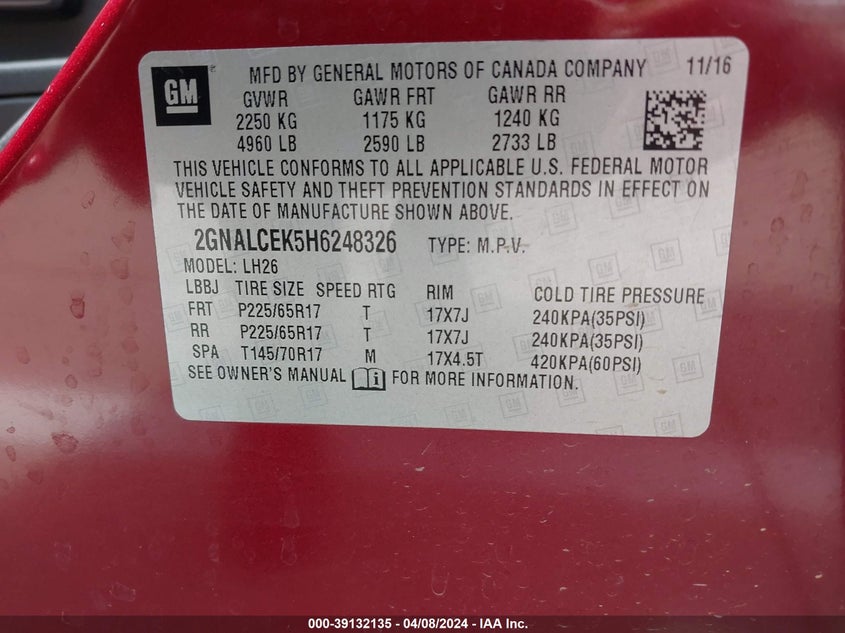 GM
MFD BY GENERAL MOTORS OF CANADA COMPANY 11/16
GVWR GAWR FRT GAWR RR
2250 KG 1175 KG 1240 KG
4960 LB 2590 LB 2733 LB
THIS VEHICLE CONFORMS TO ALL APPLICABLE U.S. FEDERAL MOTOR
VEHICLE SAFETY AND THEFT PREVENTION STANDARDS IN EFFECT ON
THE DATE OF MANUFACTURE SHOWN ABOVE.
2GNALCEK5H6248326 TYPE: M.P.V.
MODEL: LH26
LBBJ TIRE SIZE SPEED RTG RIM COLD TIRE PRESSURE
FRT P225/65R17 T 17X7J 240KPA(35PSI)
RR P225/65R17 T 17X7J 240KPA(35PSI)
SPA T145/70R17 M 17X4.5T 420KPA(60PSI)
SEE OWNER'S MANUAL FOR MORE INFORMATION.
000-39132135 - 04/08/2024 - IAA Inc.